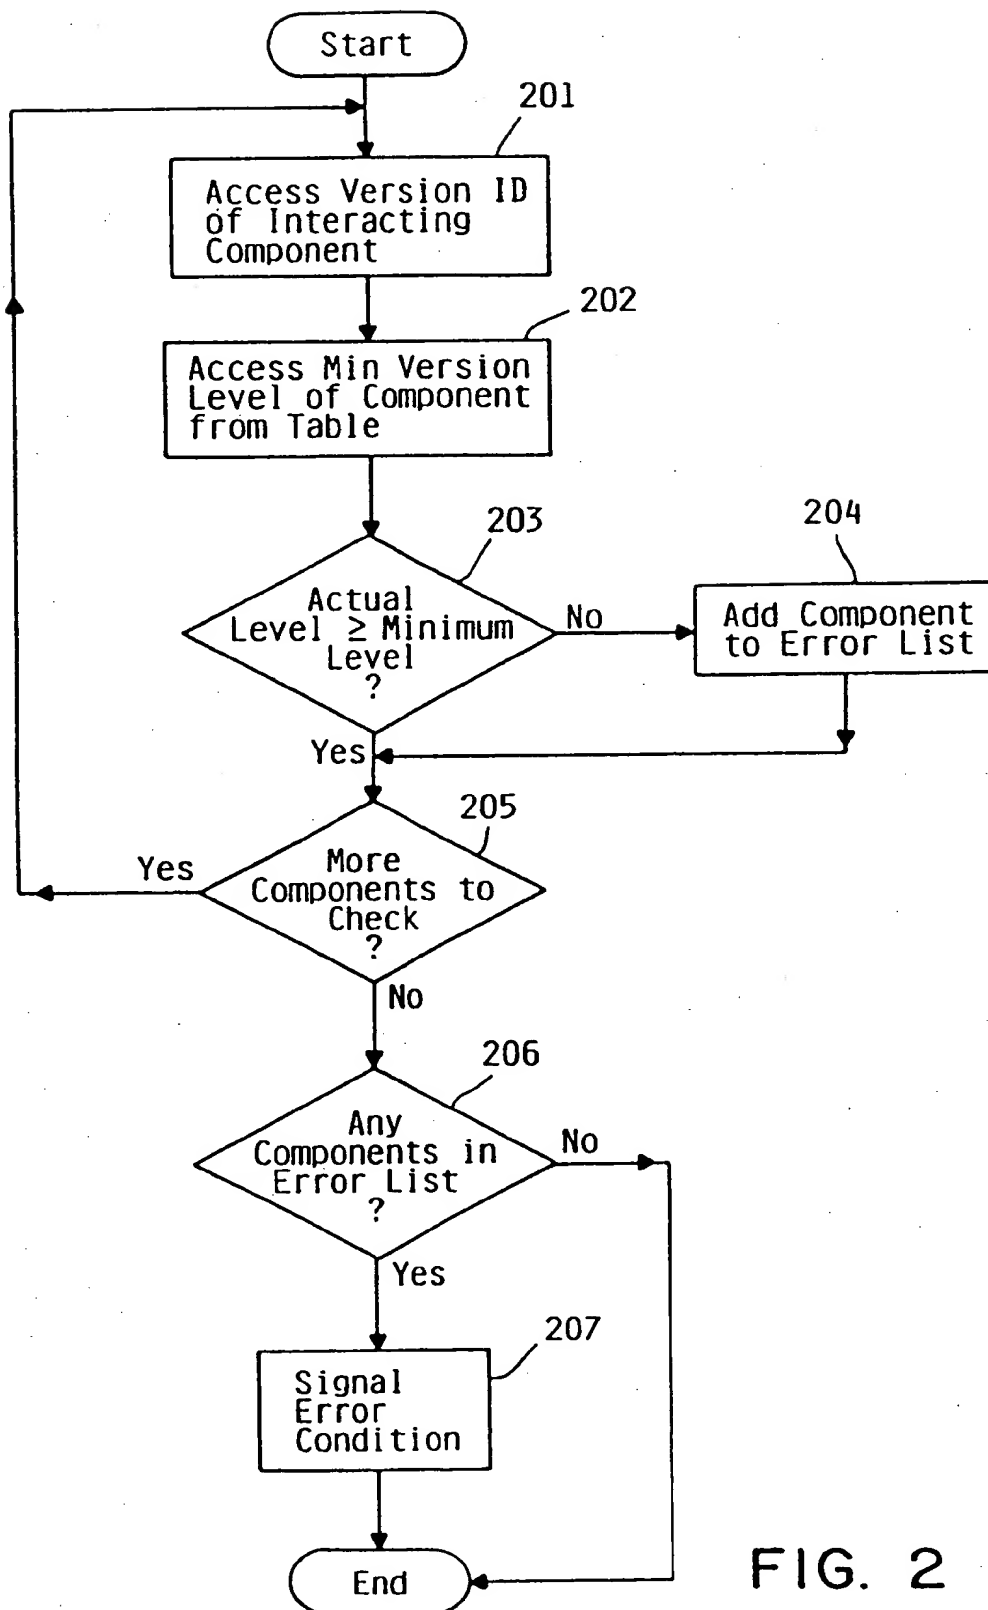 Start
201
Access Version ID
of Interacting
Component
202
Access Min Version
Level of Component
from Table
203
Actual
Level ≥ Minimum
Level
?
No
204
Add Component
to Error List
Yes
205
More
Components to
Check
?
Yes
No
206
Any
Components in
Error List
?
No
Yes
207
Signal
Error
Condition
End
FIG. 2